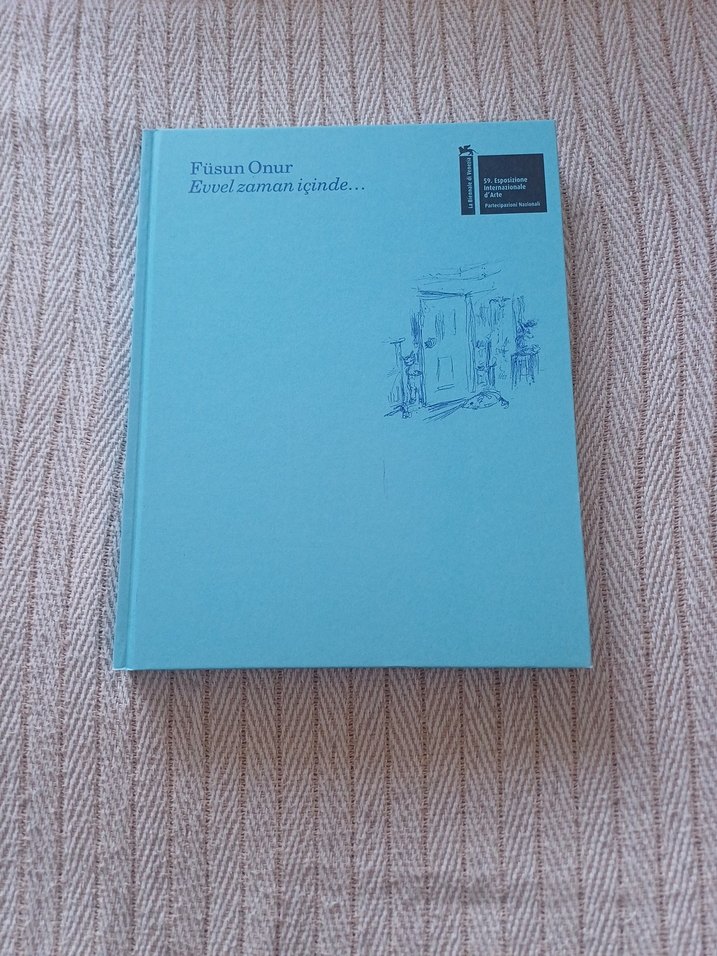 Füsun Onur
Evvel zaman içinde...
La Biennale di Venezia
59. Esposizione
Internazionale
d'Arte
Partecipazioni Nazionali